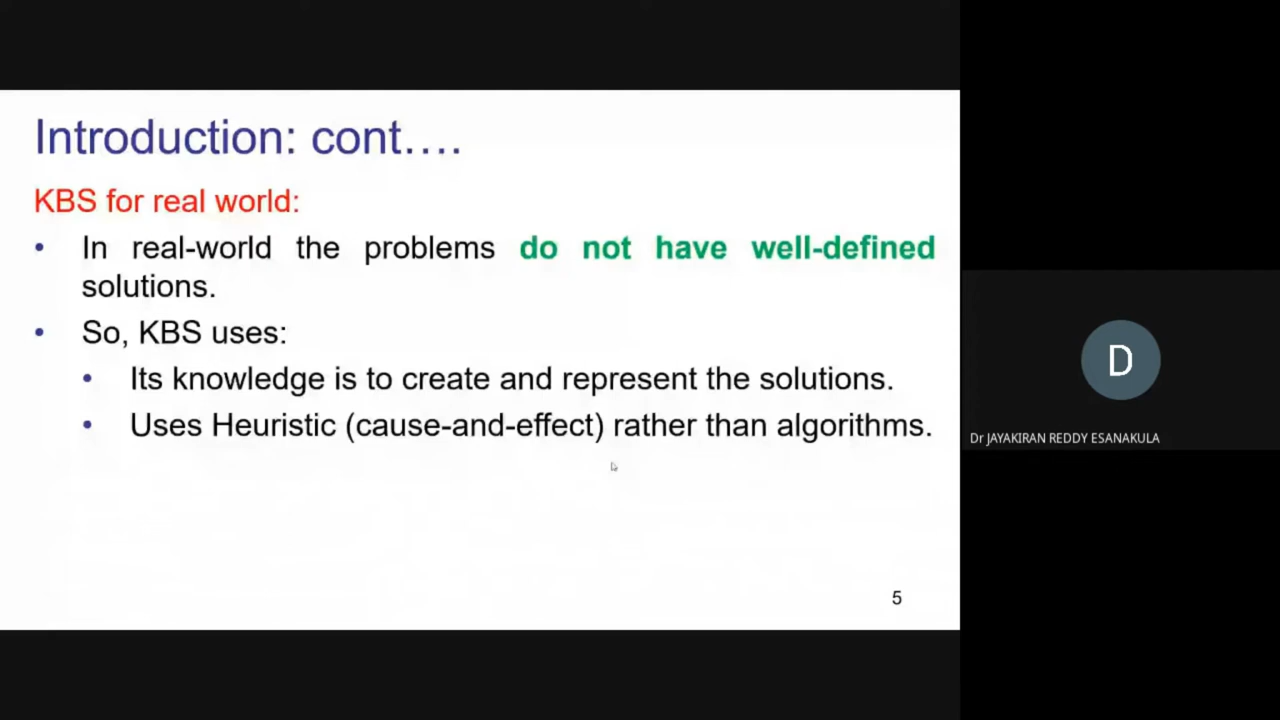 Introduction: cont….
KBS for real world:
• In real-world the problems do not have well-defined
solutions.
• So, KBS uses:
• Its knowledge is to create and represent the solutions.
• Uses Heuristic (cause-and-effect) rather than algorithms.
5
D
Dr JAYAKIRAN REDDY ESANAKULA